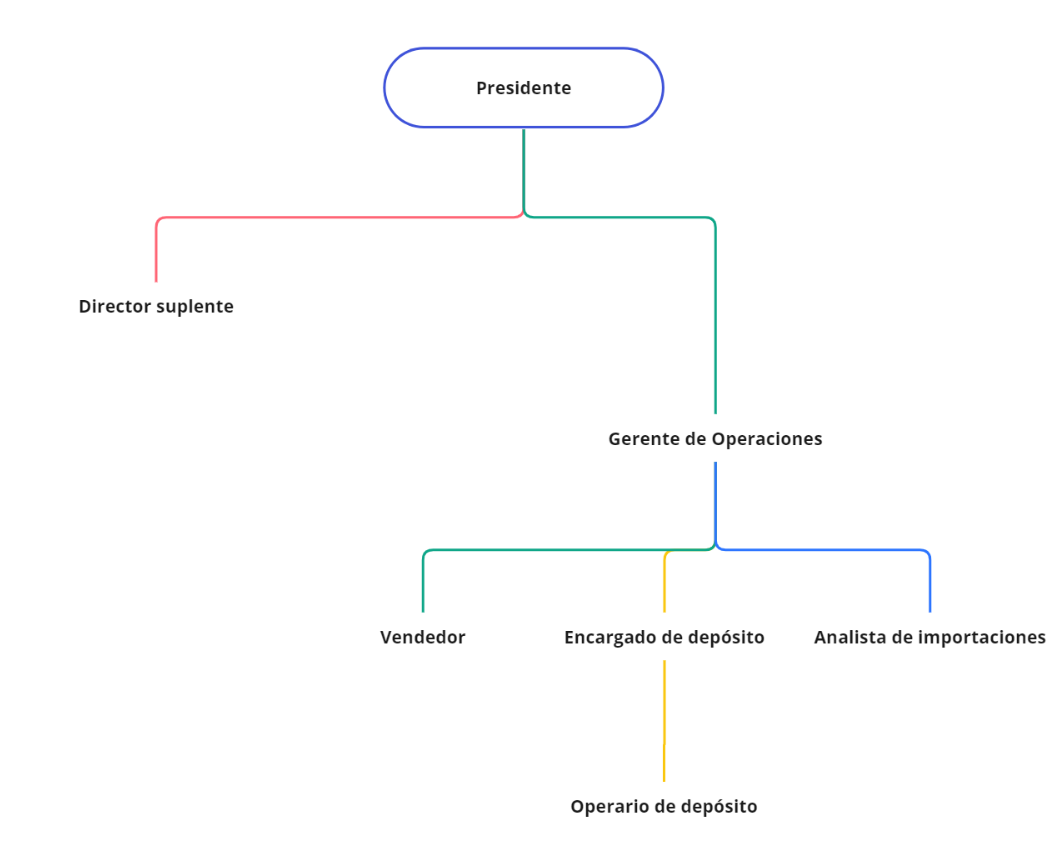 Presidente
Director suplente
Gerente de Operaciones
Vendedor
Encargado de depósito
Analista de importaciones
Operario de depósito